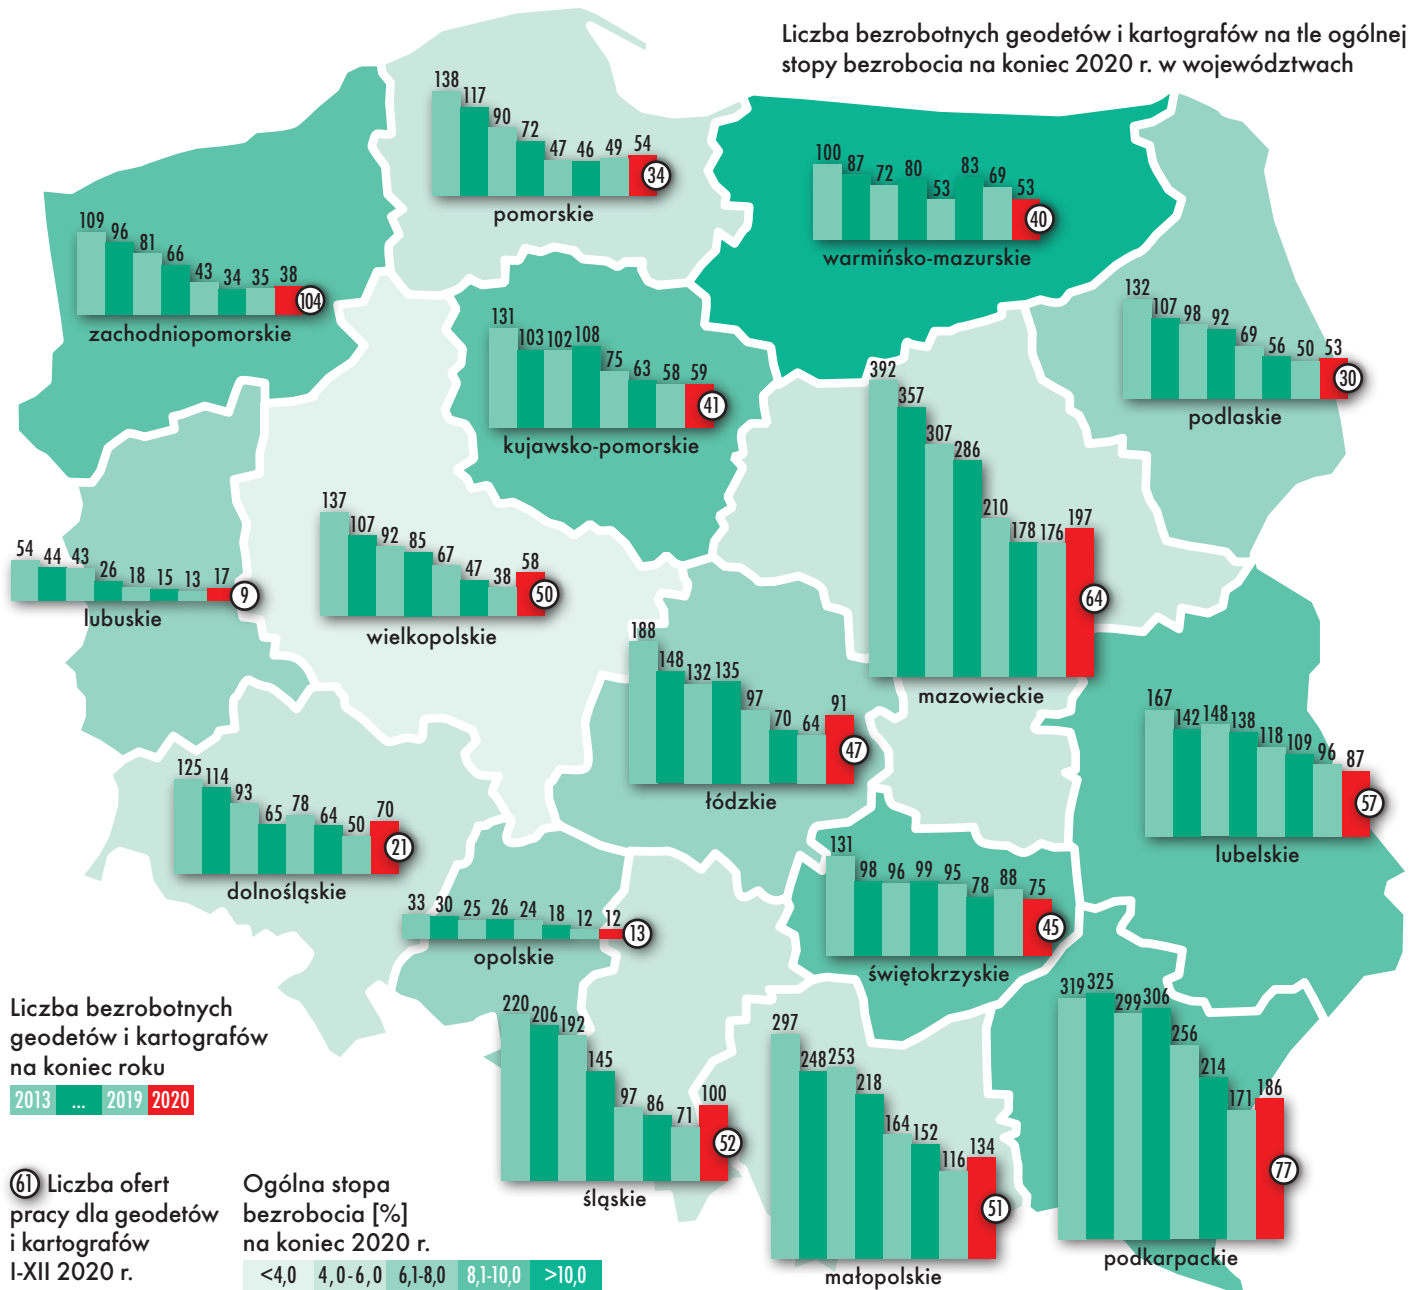 Liczba bezrobotnych geodetów i kartografów na tle ogólnej
stopy bezrobocia na koniec 2020 r. w województwach
138 117 90 72 47 46 49 54
34
pomorskie
100 87 72 80 53 83 69 53
40
warmińsko-mazurskie
109 96 81 66 43 34 35 38
104
zachodniopomorskie
131 103 102 108 75 63 58 59
41
kujawsko-pomorskie
132 107 98 92 69 56 50 53
30
podlaskie
392 357 307 286 210 178 176 197
64
mazowieckie
54 44 43 26 18 15 13 17
9
lubuskie
137 107 92 85 67 47 38 58
50
wielkopolskie
188 148 132 135 97 70 64 91
47
łódzkie
167 142 148 138 118 109 96 87
57
lubelskie
125 114 93 65 78 64 50 70
21
dolnośląskie
33 30 25 26 24 18 12 12
13
opolskie
131 98 96 99 95 78 88 75
45
świętokrzyskie
220 206 192 145 97 86 71 100
52
śląskie
297 248 253 218 164 152 116 134
51
małopolskie
319 325 299 306 256 214 171 186
77
podkarpackie
Liczba bezrobotnych
geodetów i kartografów
na koniec roku
2013 ... 2019 2020
61 Liczba ofert
pracy dla geodetów
i kartografów
I-XII 2020 r.
Ogólna stopa
bezrobocia [%]
na koniec 2020 r.
<4,0 4,0-6,0 6,1-8,0 8,1-10,0 >10,0